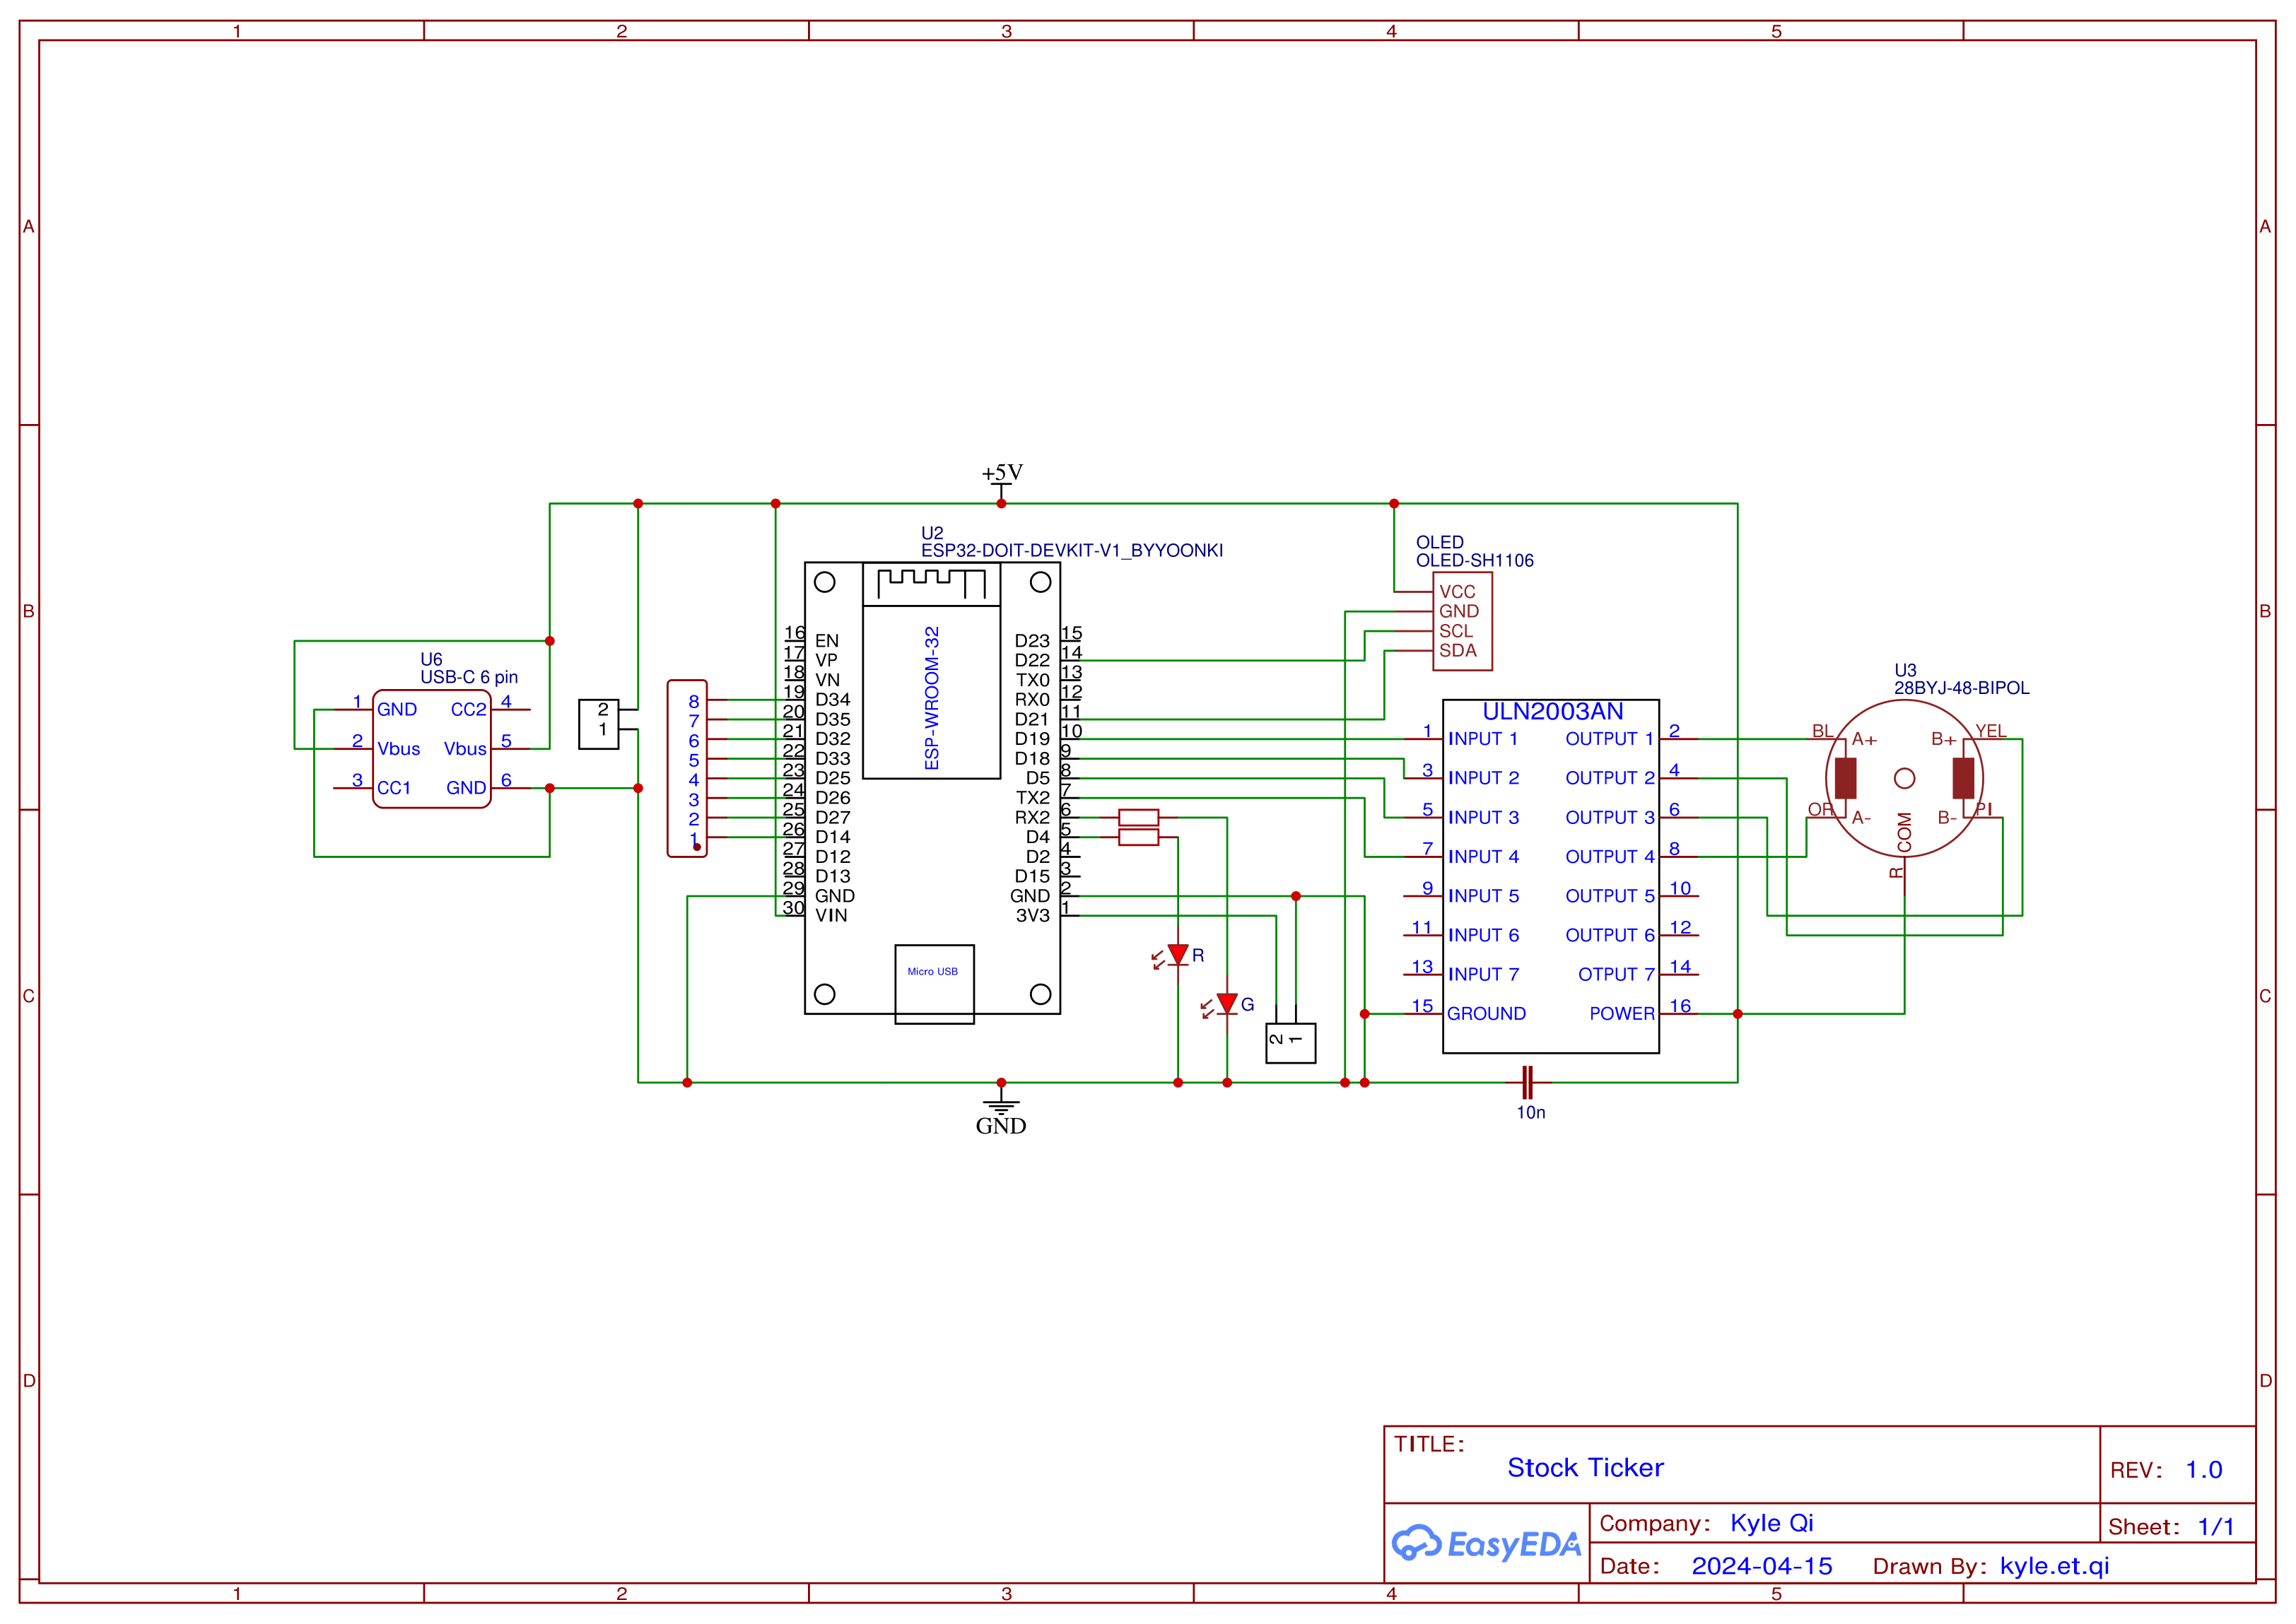 1 2 3 4 5
A A
B B
C C
D D
+5V
U2
ESP32-DOIT-DEVKIT-V1_BYYOONKI
ESP-WROOM-32
16 EN
17 VP
18 VN
19 D34
20 D35
21 D32
22 D33
23 D25
24 D26
25 D27
26 D14
27 D12
28 D13
29 GND
30 VIN
D23 15
D22 14
TX0 13
RX0 12
D21 11
D19 10
D18 9
D5 8
TX2 7
RX2 6
D4 5
D2 4
D15 3
GND 2
3V3 1
Micro USB
U6
USB-C 6 pin
1 GND CC2 4
2 Vbus Vbus 5
3 CC1 GND 6
2
1
8
7
6
5
4
3
2
1
OLED
OLED-SH1106
VCC
GND
SCL
SDA
R
G
2 1
ULN2003AN
1 INPUT 1 OUTPUT 1 2
3 INPUT 2 OUTPUT 2 4
5 INPUT 3 OUTPUT 3 6
7 INPUT 4 OUTPUT 4 8
9 INPUT 5 OUTPUT 5 10
11 INPUT 6 OUTPUT 6 12
13 INPUT 7 OTPUT 7 14
15 GROUND POWER 16
U3
28BYJ-48-BIPOL
BL A+ B+ YEL
OR A- B- PI
COM
R
10n
GND
TITLE:
Stock Ticker
REV: 1.0
EasyEDA
Company: Kyle Qi
Sheet: 1/1
Date: 2024-04-15 Drawn By: kyle.et.qi
1 2 3 4 5